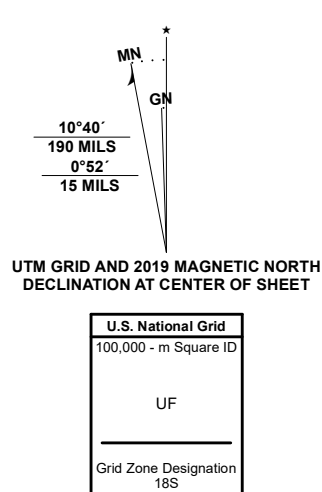 ★
MN
GN
10°40´
190 MILS
0°52´
15 MILS
UTM GRID AND 2019 MAGNETIC NORTH
DECLINATION AT CENTER OF SHEET
U.S. National Grid
100,000 - m Square ID
UF
Grid Zone Designation
18S